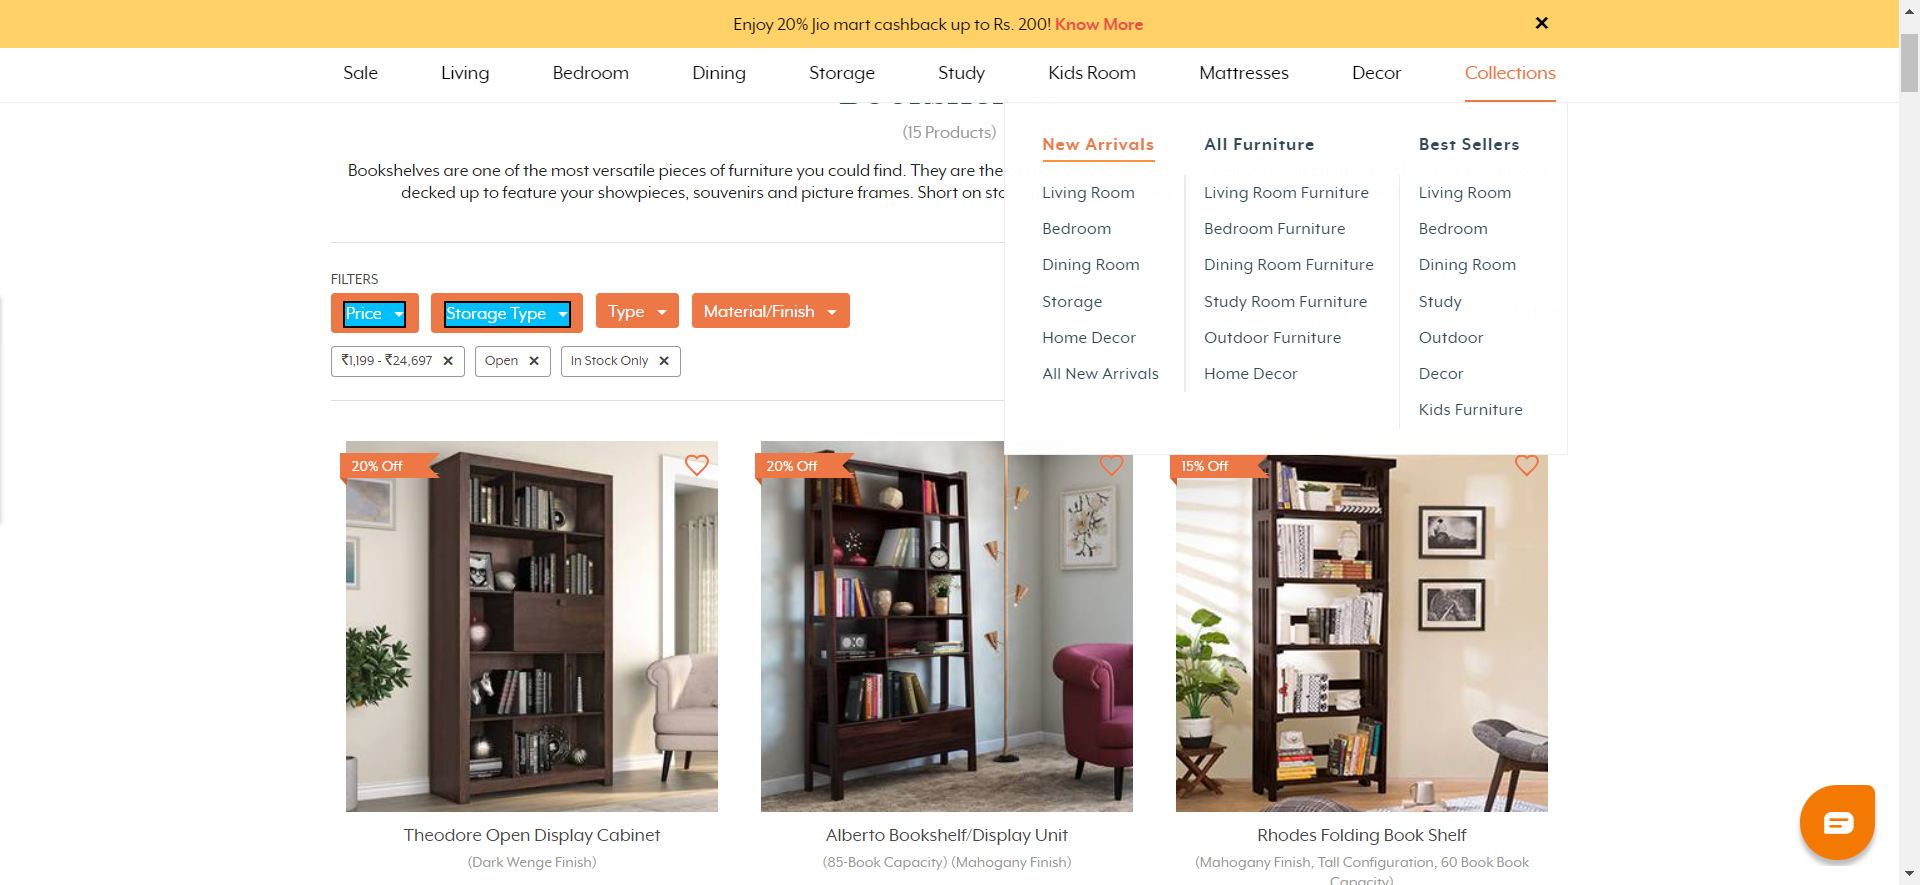 Enjoy 20% Jio mart cashback up to Rs. 200! Know More
Sale Living Bedroom Dining Storage Study Kids Room Mattresses Decor Collections
(15 Products)
Bookshelves are one of the most versatile pieces of furniture you could find. They are the
decked up to feature your showpieces, souvenirs and picture frames. Short on
New Arrivals
Living Room
Bedroom
Dining Room
Storage
Home Decor
All New Arrivals
All Furniture
Living Room Furniture
Bedroom Furniture
Dining Room Furniture
Study Room Furniture
Outdoor Furniture
Home Decor
Best Sellers
Living Room
Bedroom
Dining Room
Study
Outdoor
Decor
Kids Furniture
FILTERS
Price Storage Type Type Material/Finish
₹1,199 - ₹24,697 Open In Stock Only
20% Off
20% Off
15% Off
Theodore Open Display Cabinet
(Dark Wenge Finish)
Alberto Bookshelf/Display Unit
(85-Book Capacity) (Mahogany Finish)
Rhodes Folding Book Shelf
(Mahogany Finish, Tall Configuration, 60 Book Book
Capacity)